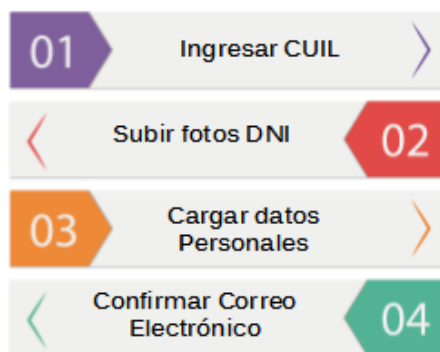 01 Ingresar CUIL
Subir fotos DNI 02
03 Cargar datos
Personales
Confirmar Correo
Electrónico 04